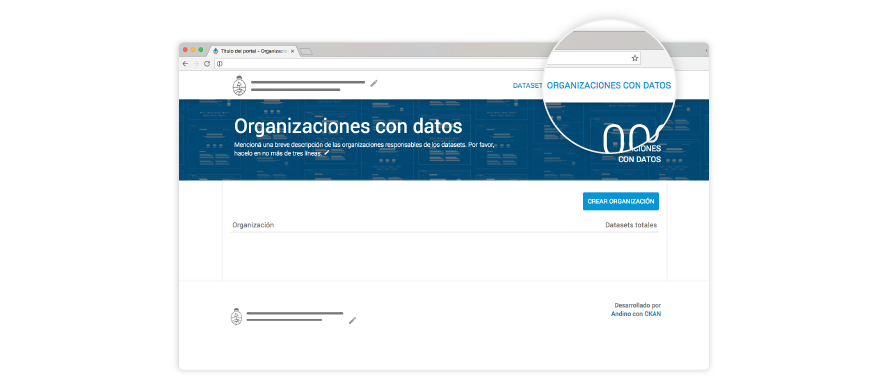 Título del portal - Organizacio
DATASET
ORGANIZACIONES CON DATOS
Organizaciones con datos
Mencioná una breve descripción de las organizaciones responsables de los datasets. Por favor,
hacelo en no más de tres líneas.
CIONES
CON DATOS
CREAR ORGANIZACIÓN
Organización
Datasets totales
Desarrollado por
Andino con CKAN